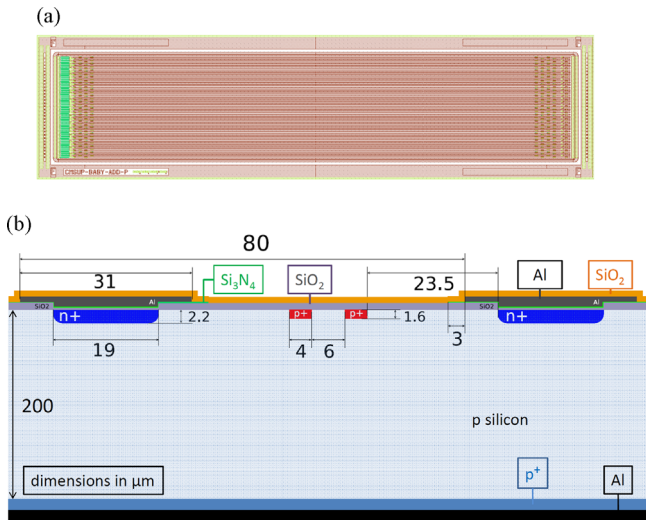 (a)
CMSUP-BABY-ADD-P
(b)
80
31
Si₃N₄
SiO₂
23.5
Al
SiO₂
SiO2
Al
SiO2
Al
n+
2.2
p+
p+
1.6
n+
19
4
6
3
200
p silicon
dimensions in μm
p⁺
Al